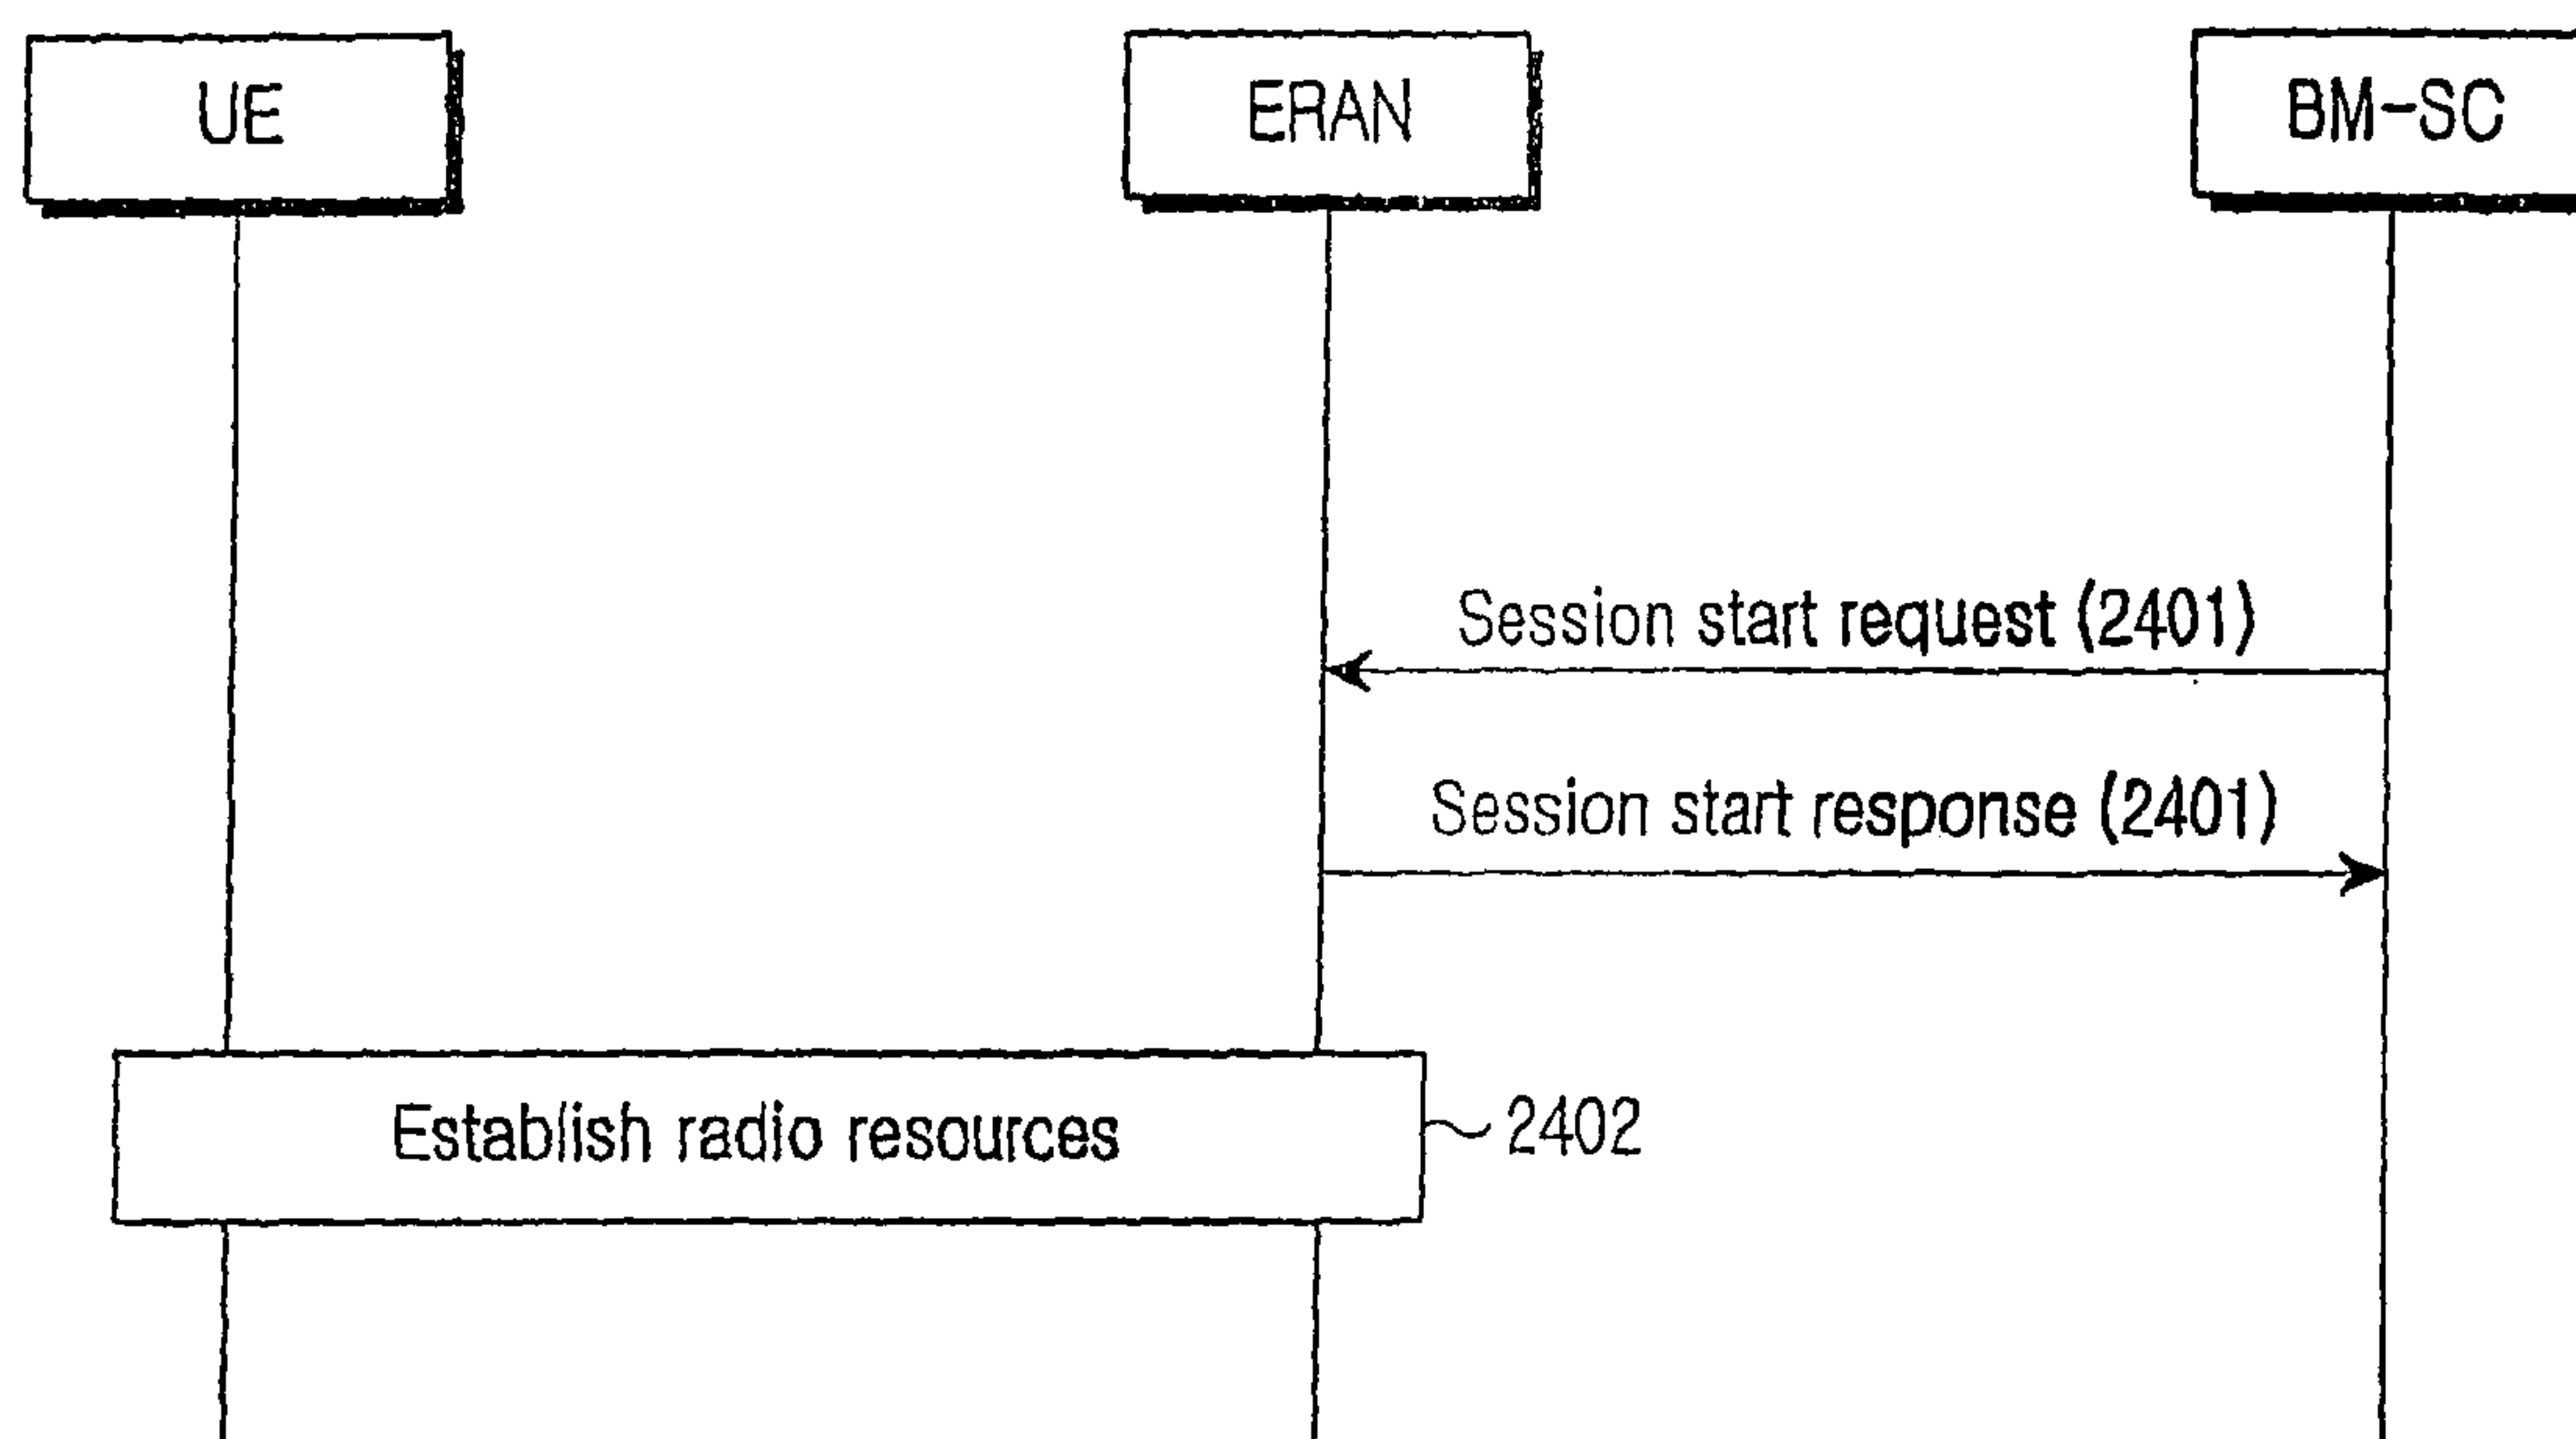 UE
ERAN
BM-SC
Session start request (2401)
Session start response (2401)
Establish radio resources
2402